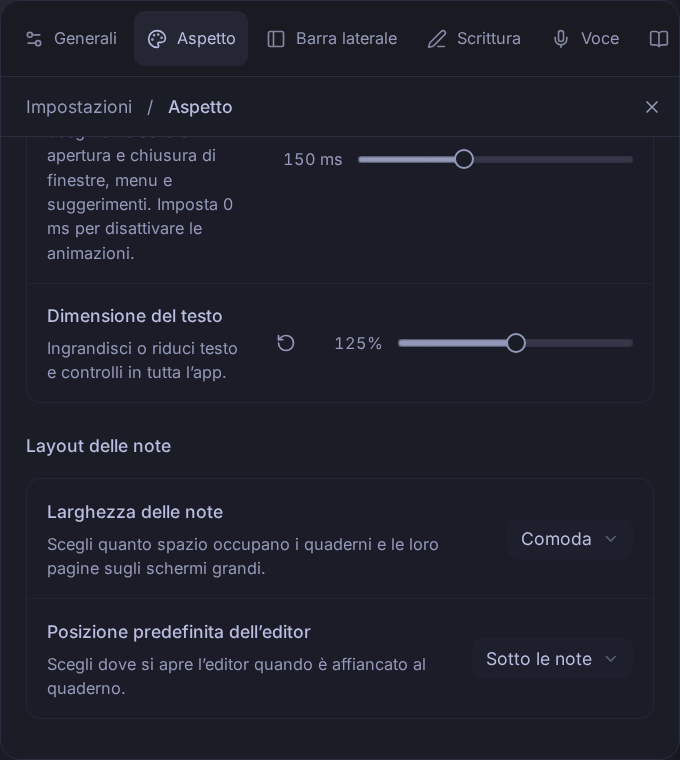 Generali
Aspetto
Barra laterale
Scrittura
Voce
Impostazioni / Aspetto
apertura e chiusura di
finestre, menu e
suggerimenti. Imposta 0
ms per disattivare le
animazioni.
150 ms
Dimensione del testo
Ingrandisci o riduci testo
e controlli in tutta l’app.
125%
Layout delle note
Larghezza delle note
Scegli quanto spazio occupano i quaderni e le loro
pagine sugli schermi grandi.
Comoda
Posizione predefinita dell’editor
Scegli dove si apre l’editor quando è affiancato al
quaderno.
Sotto le note